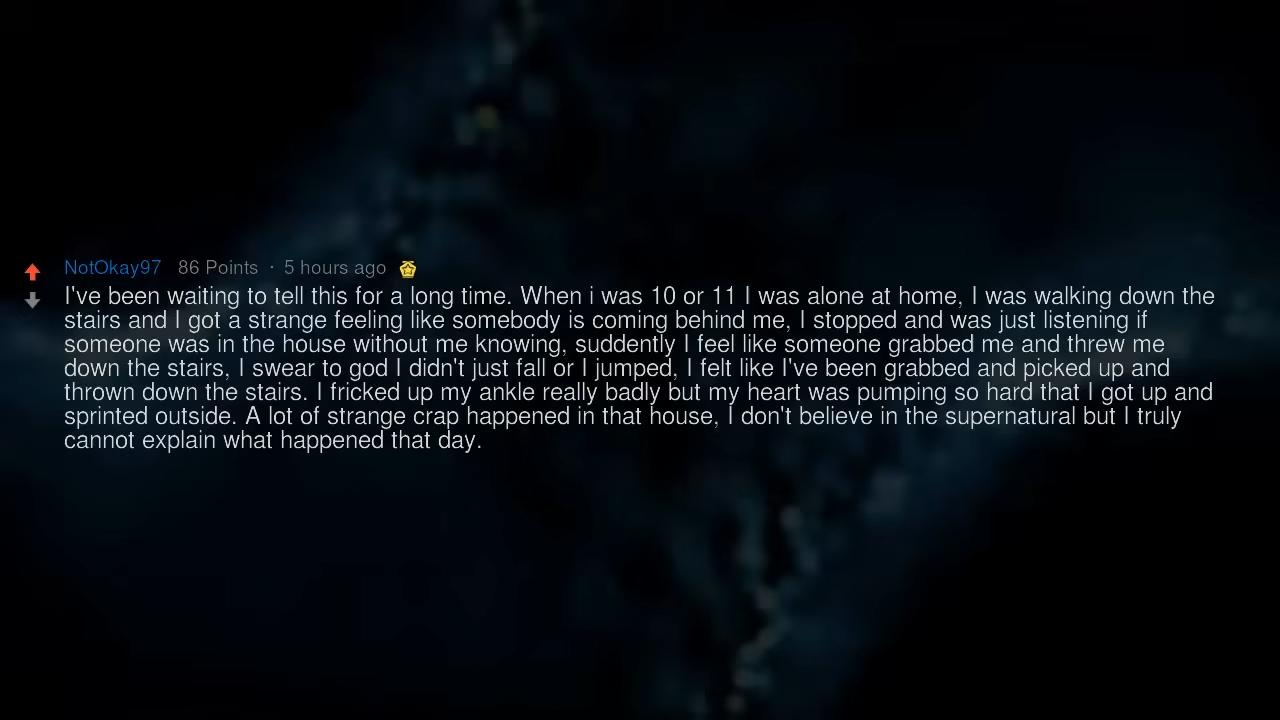 NotOkay97 86 Points · 5 hours ago
I've been waiting to tell this for a long time. When i was 10 or 11 I was alone at home, I was walking down the
stairs and I got a strange feeling like somebody is coming behind me, I stopped and was just listening if
someone was in the house without me knowing, suddently I feel like someone grabbed me and threw me
down the stairs, I swear to god I didn't just fall or I jumped, I felt like I've been grabbed and picked up and
thrown down the stairs. I fricked up my ankle really badly but my heart was pumping so hard that I got up and
sprinted outside. A lot of strange crap happened in that house, I don't believe in the supernatural but I truly
cannot explain what happened that day.